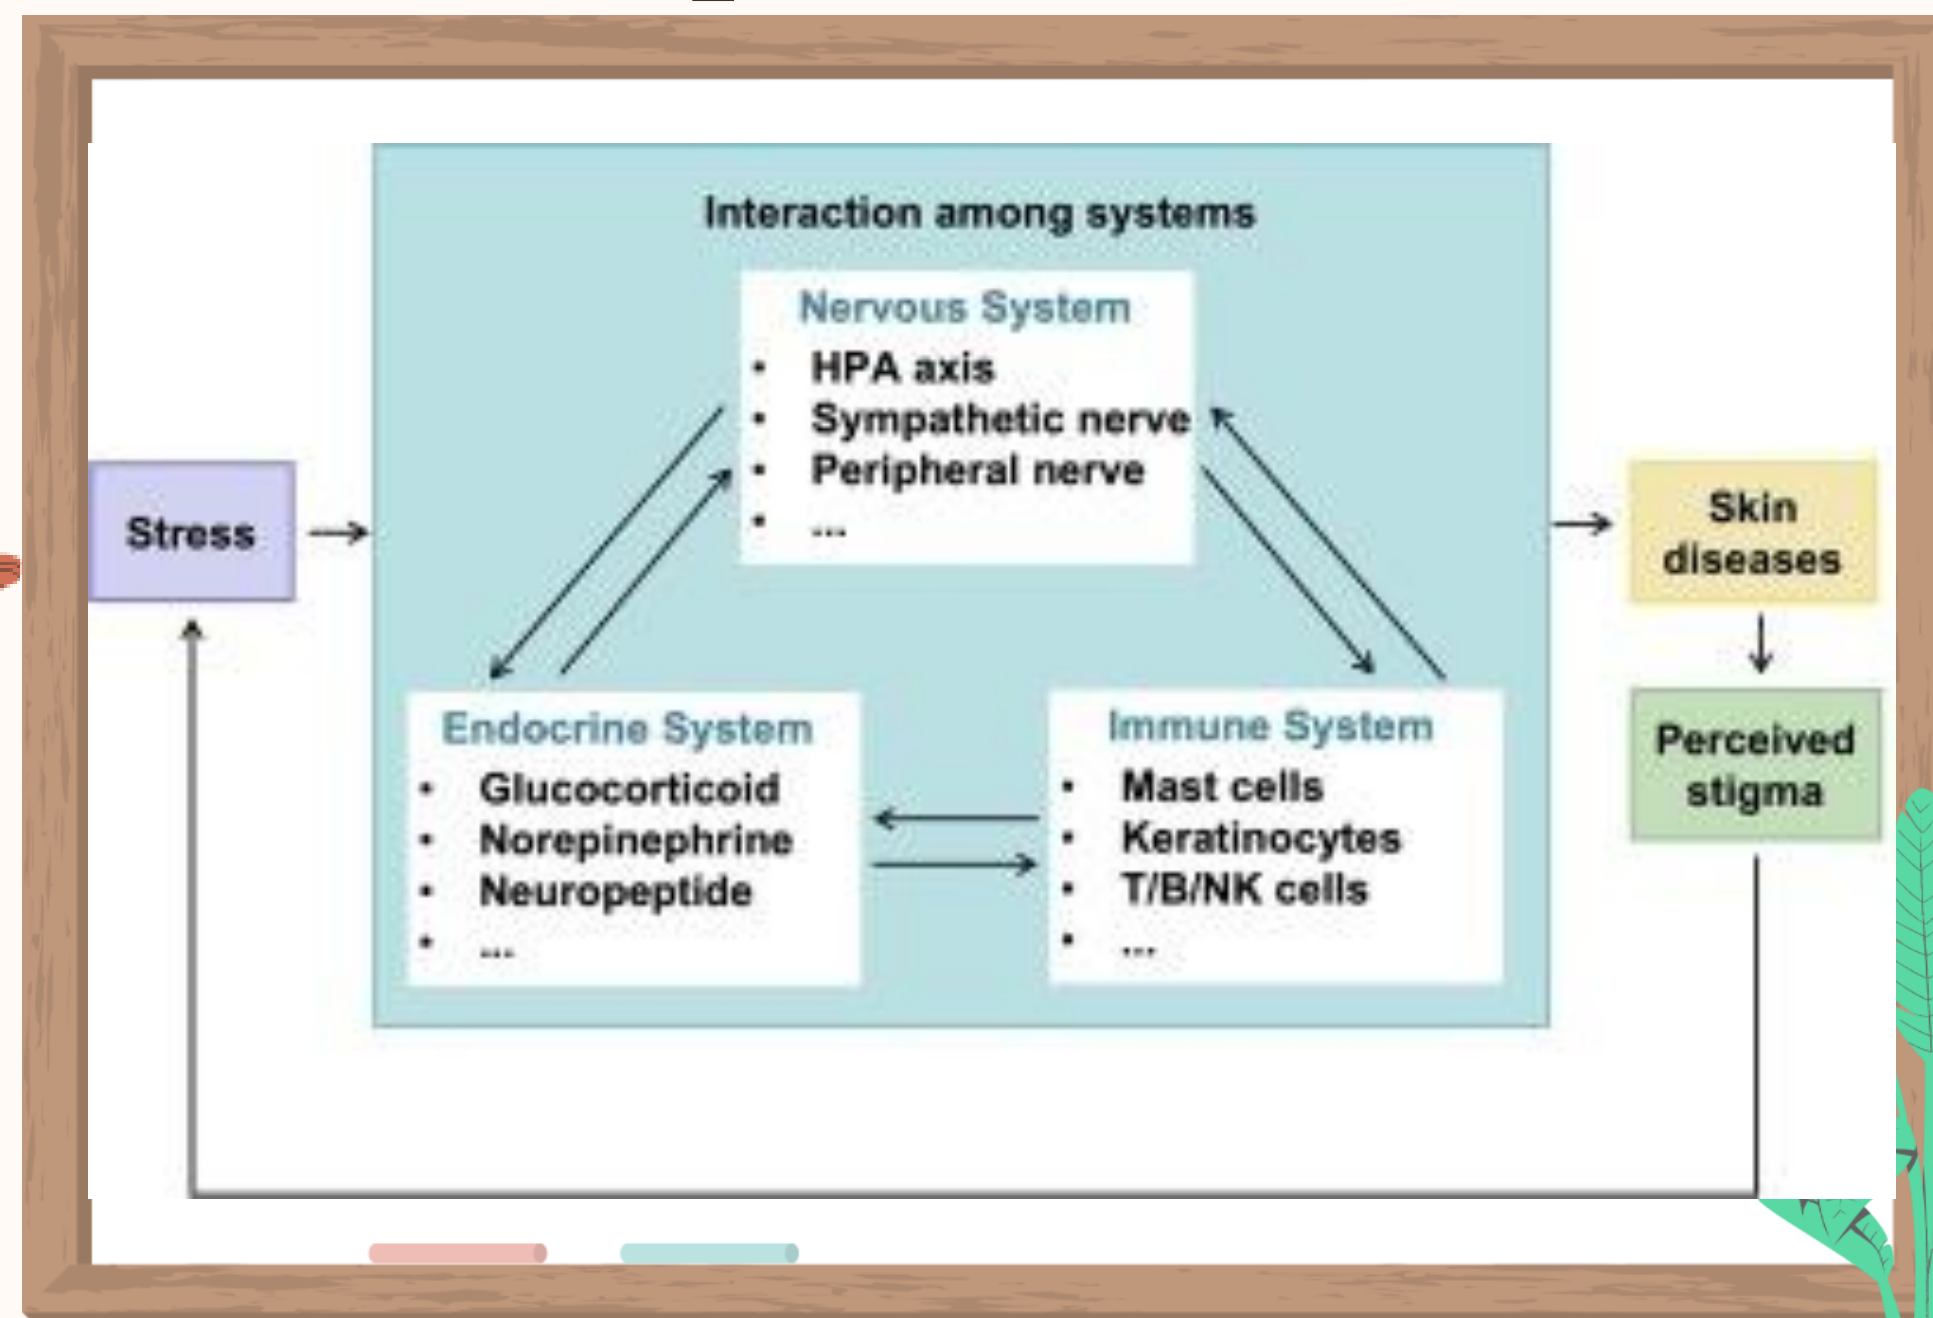 Interaction among systems
Nervous System
• HPA axis
• Sympathetic nerve
• Peripheral nerve
• ...
Stress
Skin
diseases
Endocrine System
• Glucocorticoid
• Norepinephrine
• Neuropeptide
• ...
Immune System
• Mast cells
• Keratinocytes
• T/B/NK cells
• ...
Perceived
stigma